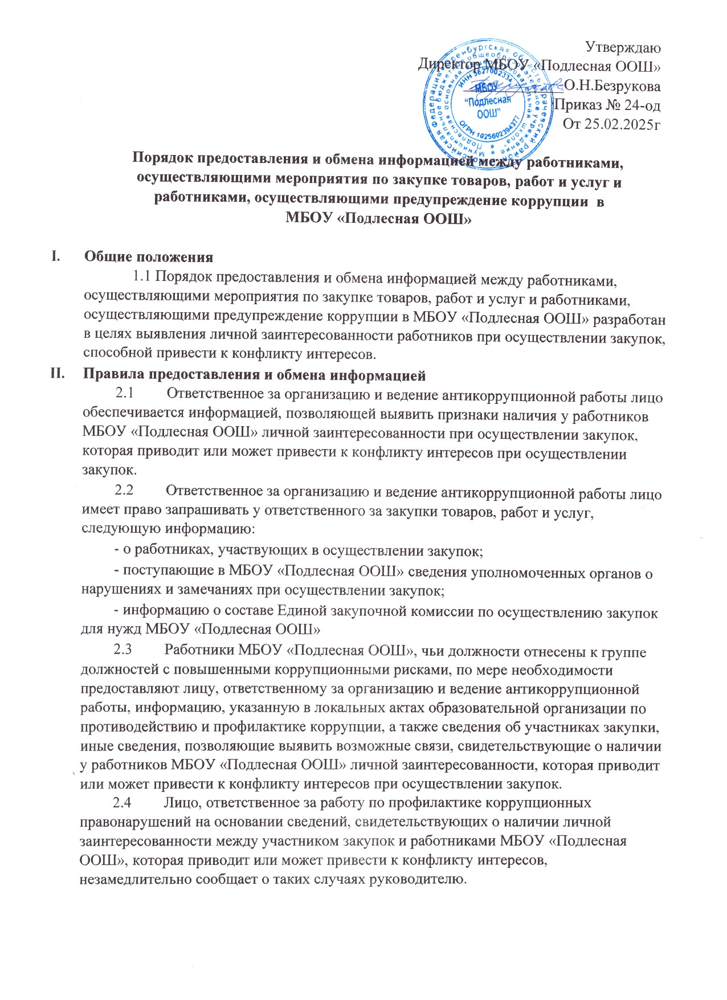 Утверждаю
Директор МБОУ «Подлесная ООШ»
О.Н.Безрукова
Приказ № 24-од
От 25.02.2025г
ИНН 5627002334
МБОУ
"Подлесная
ООШ"
ОГРН 1025602394377
Порядок предоставления и обмена информацией между работниками,
осуществляющими мероприятия по закупке товаров, работ и услуг и
работниками, осуществляющими предупреждение коррупции в
МБОУ «Подлесная ООШ»
I. Общие положения
1.1 Порядок предоставления и обмена информацией между работниками,
осуществляющими мероприятия по закупке товаров, работ и услуг и работниками,
осуществляющими предупреждение коррупции в МБОУ «Подлесная ООШ» разработан
в целях выявления личной заинтересованности работников при осуществлении закупок,
способной привести к конфликту интересов.
II. Правила предоставления и обмена информацией
2.1 Ответственное за организацию и ведение антикоррупционной работы лицо
обеспечивается информацией, позволяющей выявить признаки наличия у работников
МБОУ «Подлесная ООШ» личной заинтересованности при осуществлении закупок,
которая приводит или может привести к конфликту интересов при осуществлении
закупок.
2.2 Ответственное за организацию и ведение антикоррупционной работы лицо
имеет право запрашивать у ответственного за закупки товаров, работ и услуг,
следующую информацию:
- о работниках, участвующих в осуществлении закупок;
- поступающие в МБОУ «Подлесная ООШ» сведения уполномоченных органов о
нарушениях и замечаниях при осуществлении закупок;
- информацию о составе Единой закупочной комиссии по осуществлению закупок
для нужд МБОУ «Подлесная ООШ»
2.3 Работники МБОУ «Подлесная ООШ», чьи должности отнесены к группе
должностей с повышенными коррупционными рисками, по мере необходимости
предоставляют лицу, ответственному за организацию и ведение антикоррупционной
работы, информацию, указанную в локальных актах образовательной организации по
противодействию и профилактике коррупции, а также сведения об участниках закупки,
иные сведения, позволяющие выявить возможные связи, свидетельствующие о наличии
у работников МБОУ «Подлесная ООШ» личной заинтересованности, которая приводит
или может привести к конфликту интересов при осуществлении закупок.
2.4 Лицо, ответственное за работу по профилактике коррупционных
правонарушений на основании сведений, свидетельствующих о наличии личной
заинтересованности между участником закупок и работниками МБОУ «Подлесная
ООШ», которая приводит или может привести к конфликту интересов,
незамедлительно сообщает о таких случаях руководителю.